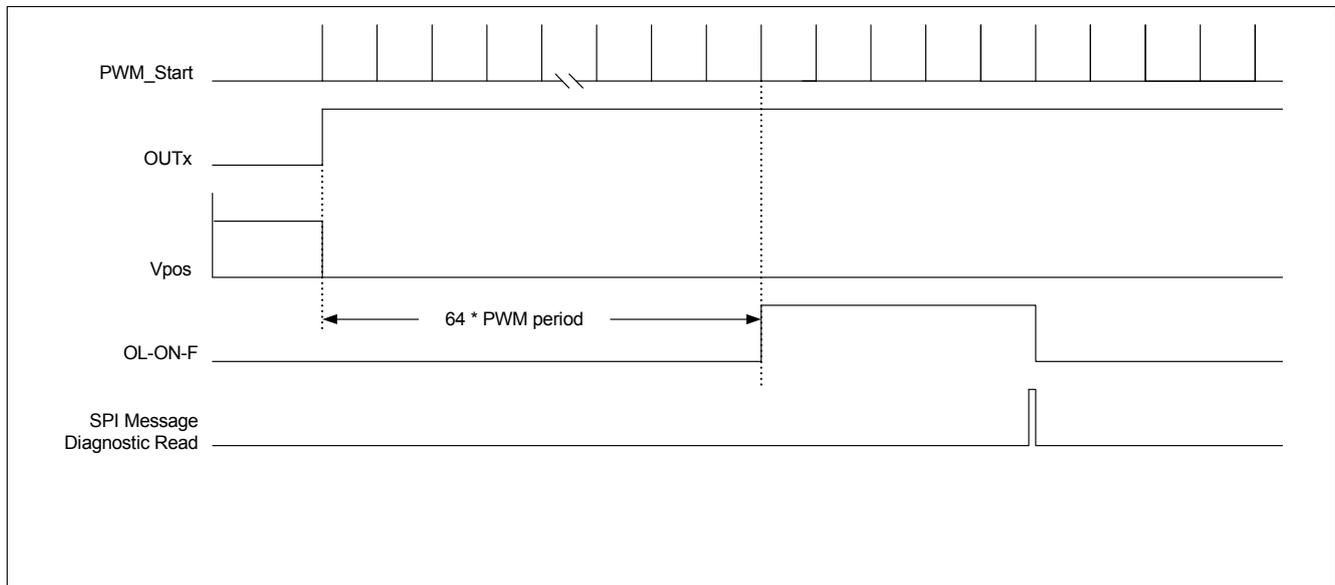 PWM_Start
OUTx
Vpos
64 * PWM period
OL-ON-F
SPI Message
Diagnostic Read